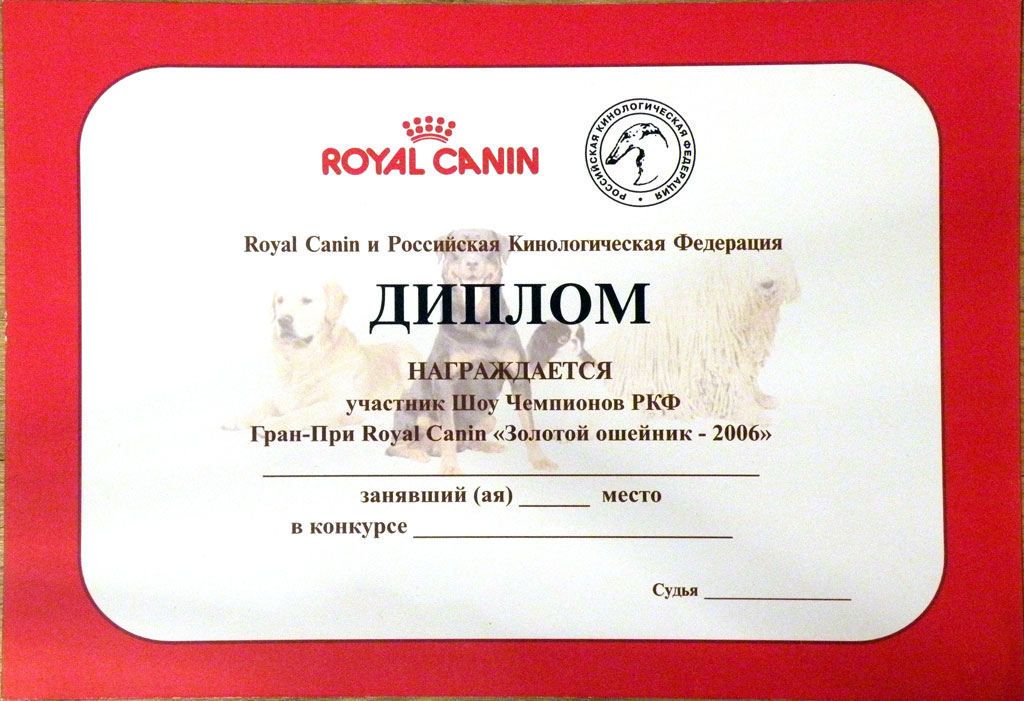 ROYAL CANIN
РОССИЙСКАЯ КИНОЛОГИЧЕСКАЯ ФЕДЕРАЦИЯ
Royal Canin и Российская Кинологическая Федерация
ДИПЛОМ
НАГРАЖДАЕТСЯ
участник Шоу Чемпионов РКФ
Гран-При Royal Canin «Золотой ошейник - 2006»
занявший (ая) ______ место
в конкурсе ____________________________
Судья ________________